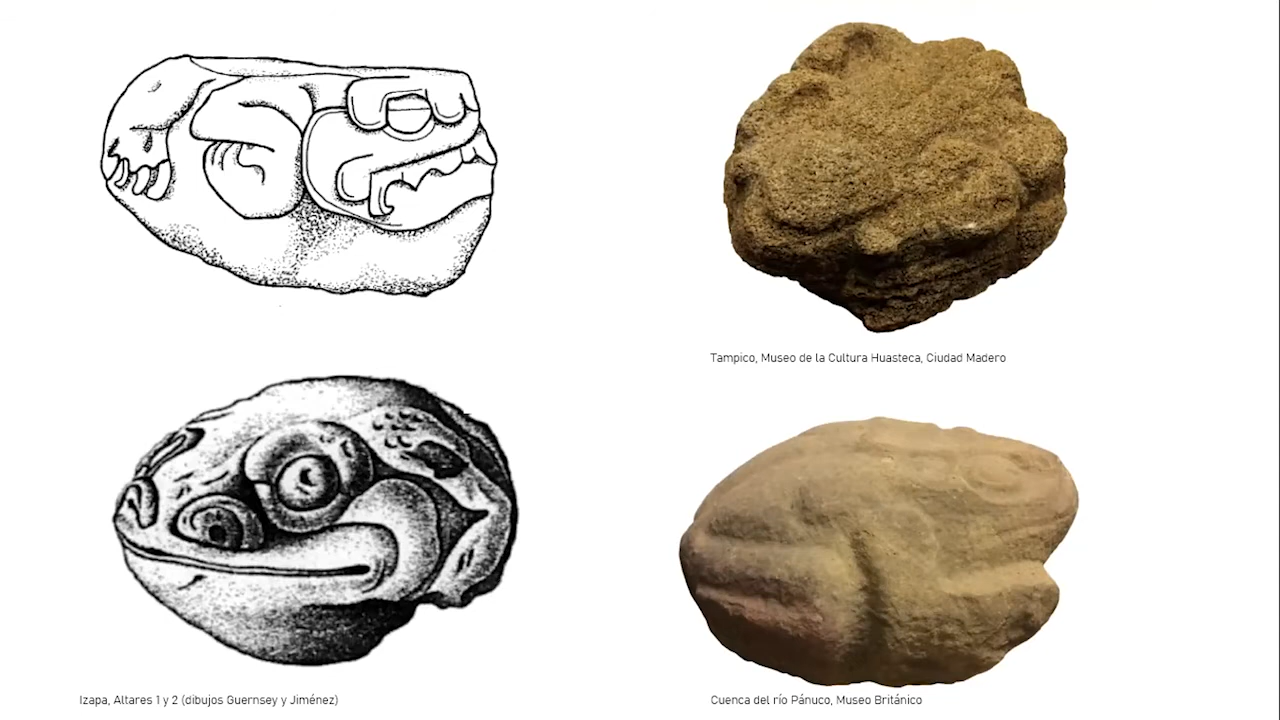 Tampico, Museo de la Cultura Huasteca, Ciudad Madero
Izapa, Altares 1 y 2 (dibujos Guernsey y Jiménez)
Cuenca del río Pánuco, Museo Británico